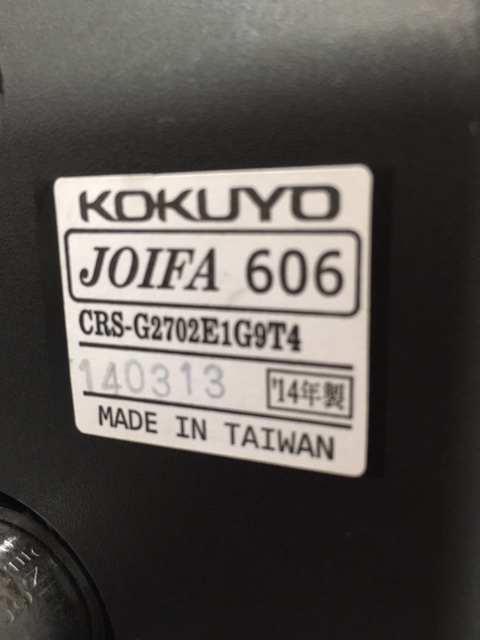 KOKUYO
JOIFA 606
CRS-G2702E1G9T4
140313 '14年製
MADE IN TAIWAN